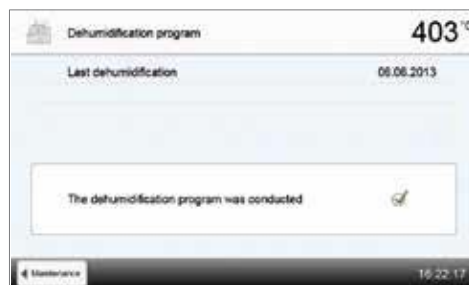 Dehumidification program 403 °C
Last dehumidification 06.06.2013
The dehumidification program was conducted
Maintenance 16:22:17